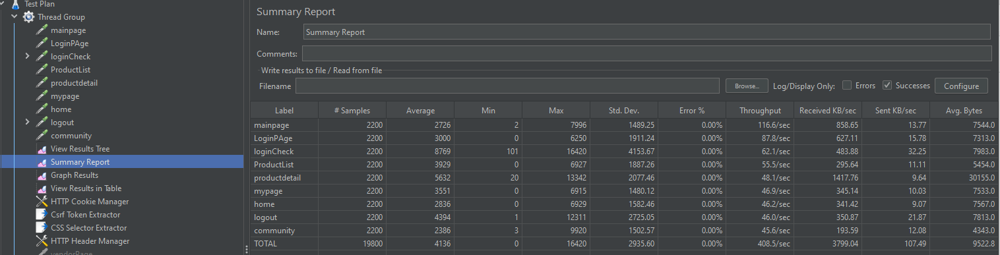 Test Plan
Thread Group
mainpage
LoginPAge
loginCheck
ProductList
productdetail
mypage
home
logout
community
View Results Tree
Summary Report
Graph Results
View Results in Table
HTTP Cookie Manager
Csrf Token Extractor
CSS Selector Extractor
HTTP Header Manager
vendorPage
Summary Report
Name: Summary Report
Comments:
Write results to file / Read from file
Filename Browse... Log/Display Only: Errors Successes Configure
Label # Samples Average Min Max Std. Dev. Error % Throughput Received KB/sec Sent KB/sec Avg. Bytes
mainpage 2200 2726 2 7996 1489.25 0.00% 116.6/sec 858.65 13.77 7544.0
LoginPAge 2200 3000 0 6250 1911.24 0.00% 87.8/sec 627.11 15.78 7313.0
loginCheck 2200 8769 101 16420 4153.67 0.00% 62.1/sec 483.88 32.25 7983.0
ProductList 2200 3929 0 6927 1887.26 0.00% 55.5/sec 295.64 11.11 5454.0
productdetail 2200 5632 20 13342 2077.46 0.00% 48.1/sec 1417.76 9.64 30155.0
mypage 2200 3551 0 6915 1480.12 0.00% 46.9/sec 345.14 10.03 7533.0
home 2200 2836 0 6929 1582.46 0.00% 46.2/sec 341.42 9.07 7567.0
logout 2200 4394 1 12311 2725.05 0.00% 46.0/sec 350.87 21.87 7813.0
community 2200 2386 3 9920 1502.57 0.00% 45.6/sec 193.59 12.08 4343.0
TOTAL 19800 4136 0 16420 2935.60 0.00% 408.5/sec 3799.04 107.49 9522.8